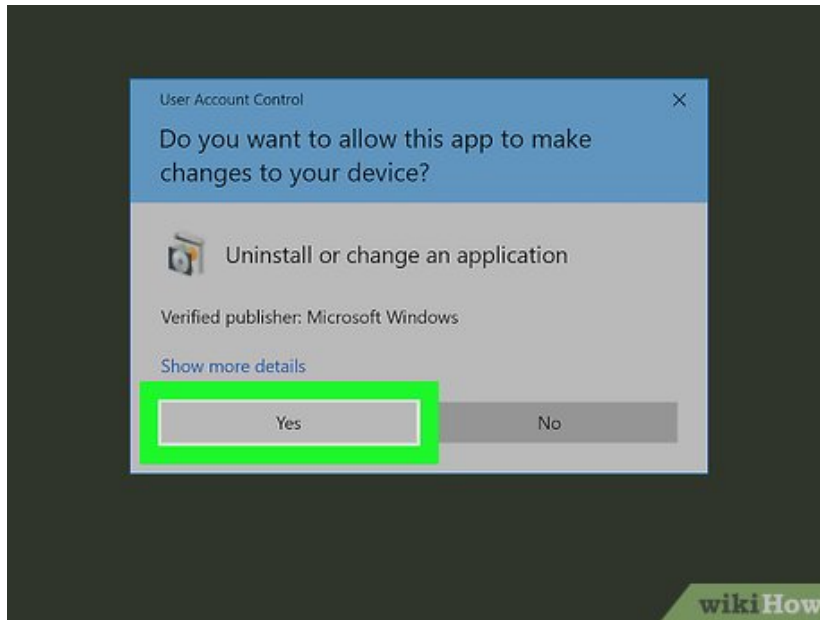 User Account Control
Do you want to allow this app to make
changes to your device?
Uninstall or change an application
Verified publisher: Microsoft Windows
Show more details
Yes No
wikiHow